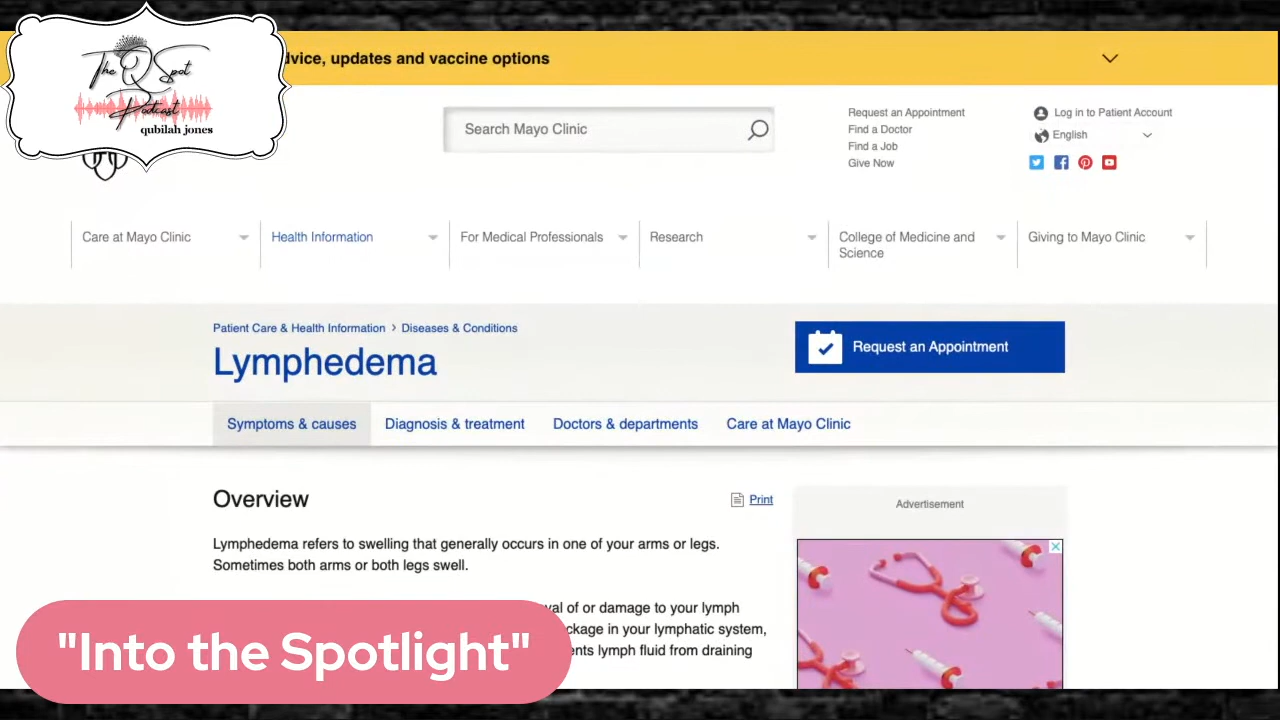 The Q Spot
Podcast
qubilah jones
dvice, updates and vaccine options
Search Mayo Clinic
Request an Appointment
Find a Doctor
Find a Job
Give Now
Log in to Patient Account
English
Care at Mayo Clinic
Health Information
For Medical Professionals
Research
College of Medicine and
Science
Giving to Mayo Clinic
Patient Care & Health Information › Diseases & Conditions
Lymphedema
Request an Appointment
Symptoms & causes
Diagnosis & treatment
Doctors & departments
Care at Mayo Clinic
Overview
Print
Advertisement
Lymphedema refers to swelling that generally occurs in one of your arms or legs.
Sometimes both arms or both legs swell.
val of or damage to your lymph
ckage in your lymphatic system,
ents lymph fluid from draining
"Into the Spotlight"